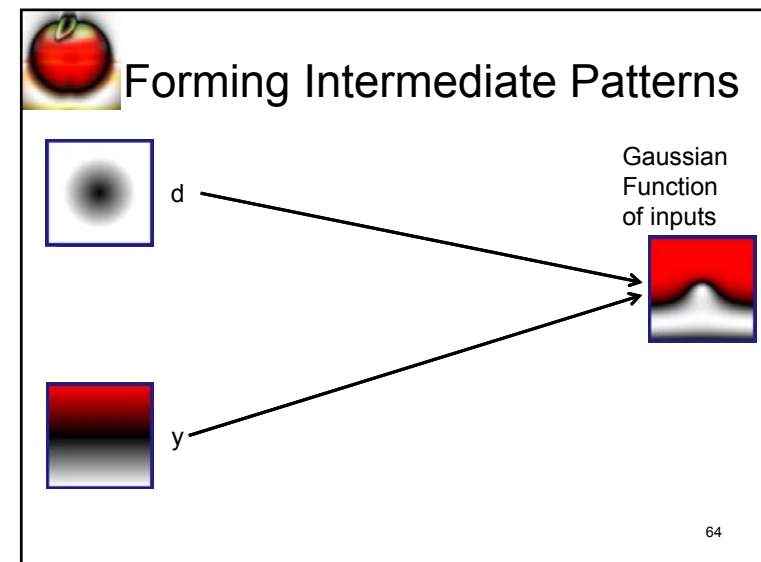 Forming Intermediate Patterns
d
Gaussian
Function
of inputs
y
64